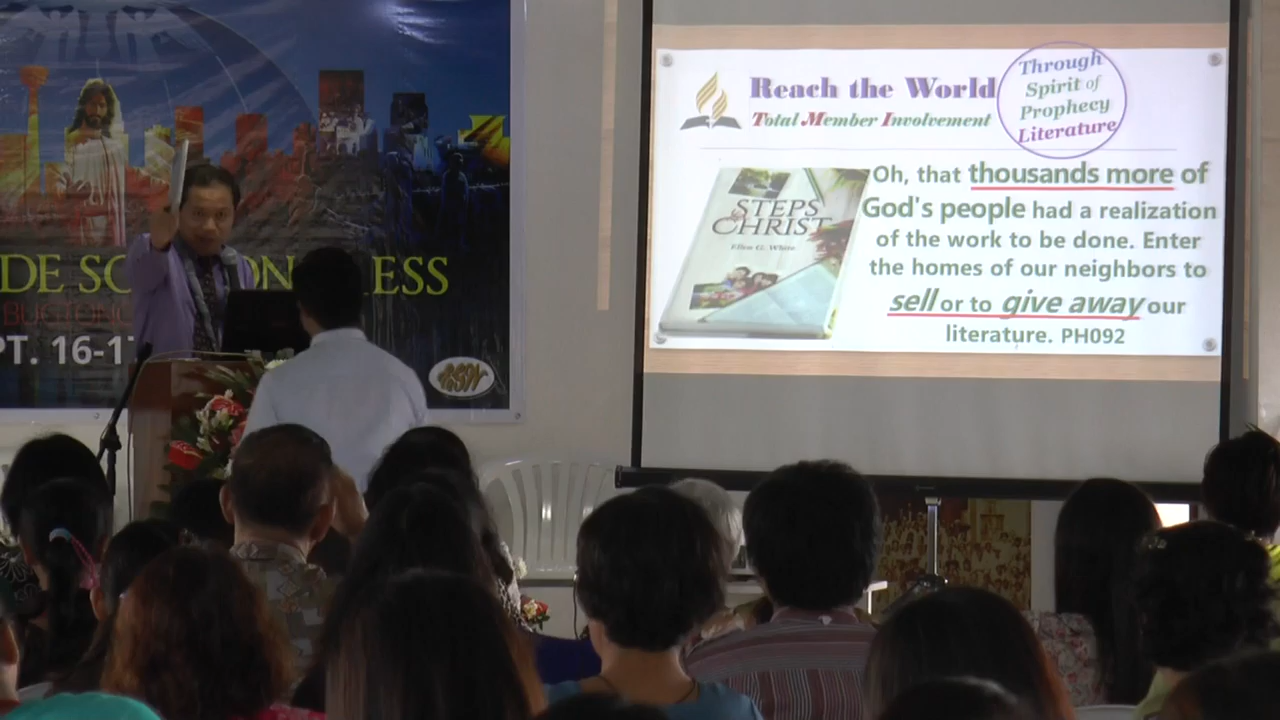 Reach the World
Total Member Involvement
Through
Spirit of
Prophecy
Literature
STEPS
CHRIST
Ellen G. White
Oh, that thousands more of
God's people had a realization
of the work to be done. Enter
the homes of our neighbors to
sell or to give away our
literature. PH092
PT. 16-17